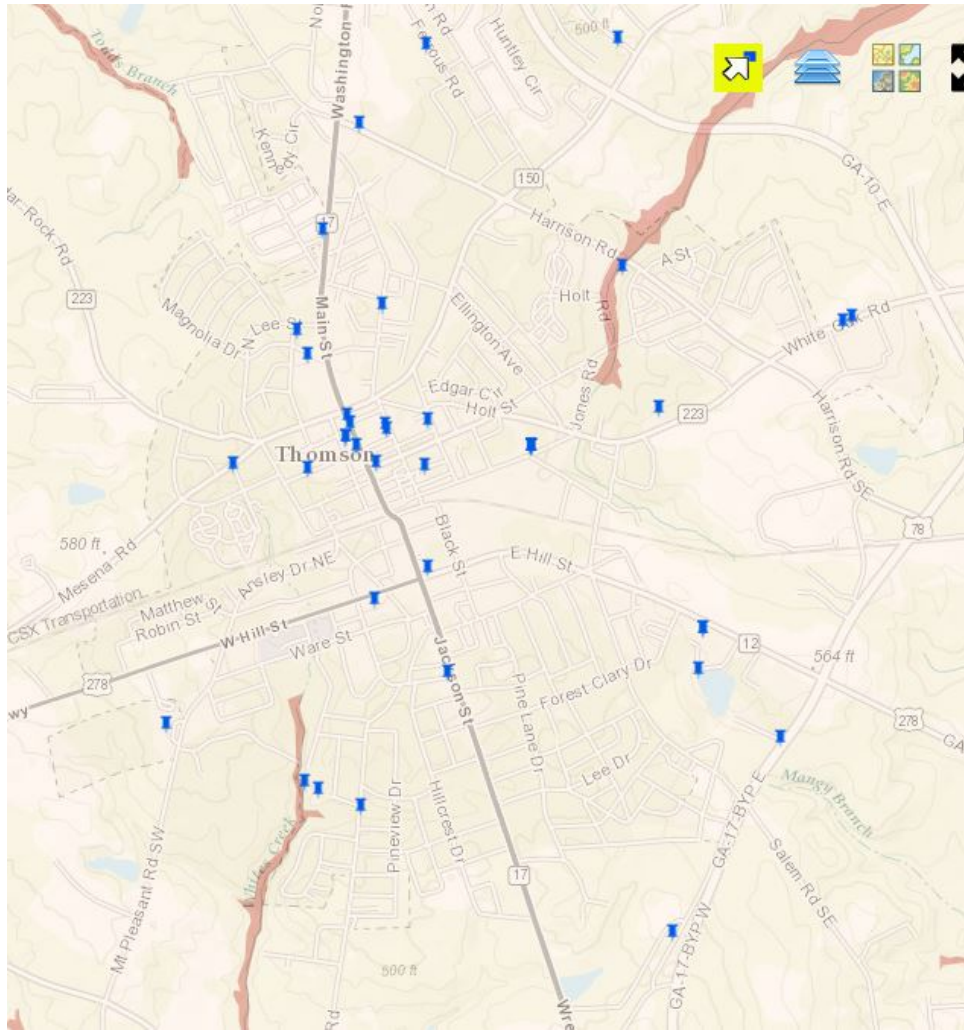 Todds Branch
Washington
Huntley Cir
500 ft
150
Harrison Rd
GA-10-E
17
223
A St
Holt Rd
Magnolia Dr
N Lee S
Main St
Ellington Ave
White Oak Rd
Edgar C
Holt St
Jones Rd
223
Harrison Rd SE
Thomson
580 ft
Mesena Rd
78
CSX Transportation
Ansley Dr NE
Black St
E Hill St
Matthew St
Robin St
W Hill St
Ware St
12
564 ft
278
wy
Jackson St
Forest Clary Dr
Pine Lane Dr
278
GA
Lee Dr
Mangy Branch
Pineview Dr
Hillcrest Dr
GA-17-BYP E
Mt Pleasant Rd SW
17
Salem Rd SE
500 ft
GA-17-BYP W
Rd
Wre